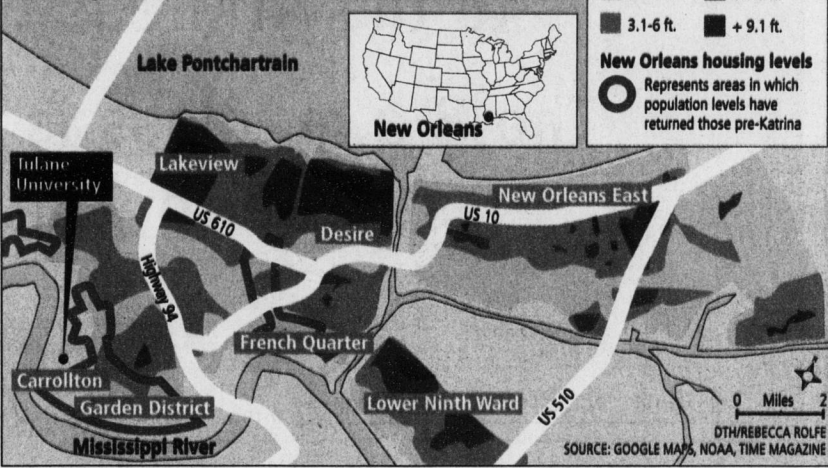 3.1-6 ft.
+ 9.1 ft.
New Orleans housing levels
Represents areas in which
population levels have
returned those pre-Katrina
Lake Pontchartrain
New Orleans
Tulane
University
Lakeview
New Orleans East
US 610
US 10
Desire
Highway 94
French Quarter
Carrollton
Garden District
Lower Ninth Ward
US 510
Mississippi River
0 Miles 2
DTH/REBECCA ROLFE
SOURCE: GOOGLE MAPS, NOAA, TIME MAGAZINE